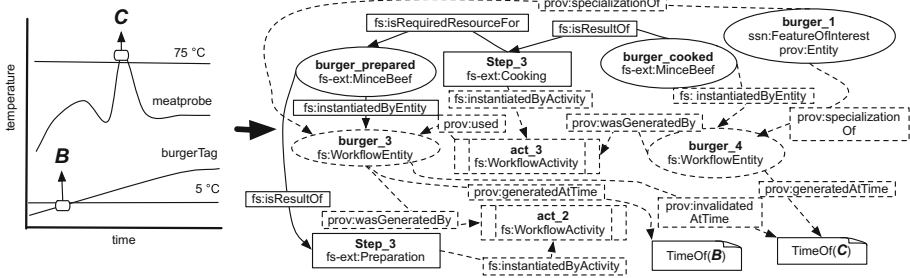 C
75 °C
meatprobe
burgerTag
B
5 °C
temperature
time
prov:specializationOf
fs:isRequiredResourceFor
fs:isResultOf
burger_1
ssn:FeatureOfInterest
prov:Entity
burger_prepared
fs-ext:MinceBeef
Step_3
fs-ext:Cooking
burger_cooked
fs-ext:MinceBeef
fs:instantiatedByEntity
fs:instantiatedByActivity
fs: instantiatedByEntity
prov:used
prov:wasGeneratedBy
prov:specialization
Of
burger_3
fs:WorkflowEntity
act_3
fs:WorkflowActivity
burger_4
fs:WorkflowEntity
prov:generatedAtTime
prov:generatedAtTime
fs:isResultOf
prov:wasGeneratedBy
act_2
fs:WorkflowActivity
prov:invalidated
AtTime
Step_3
fs-ext:Preparation
fs:instantiatedByActivity
TimeOf(B)
TimeOf(C)